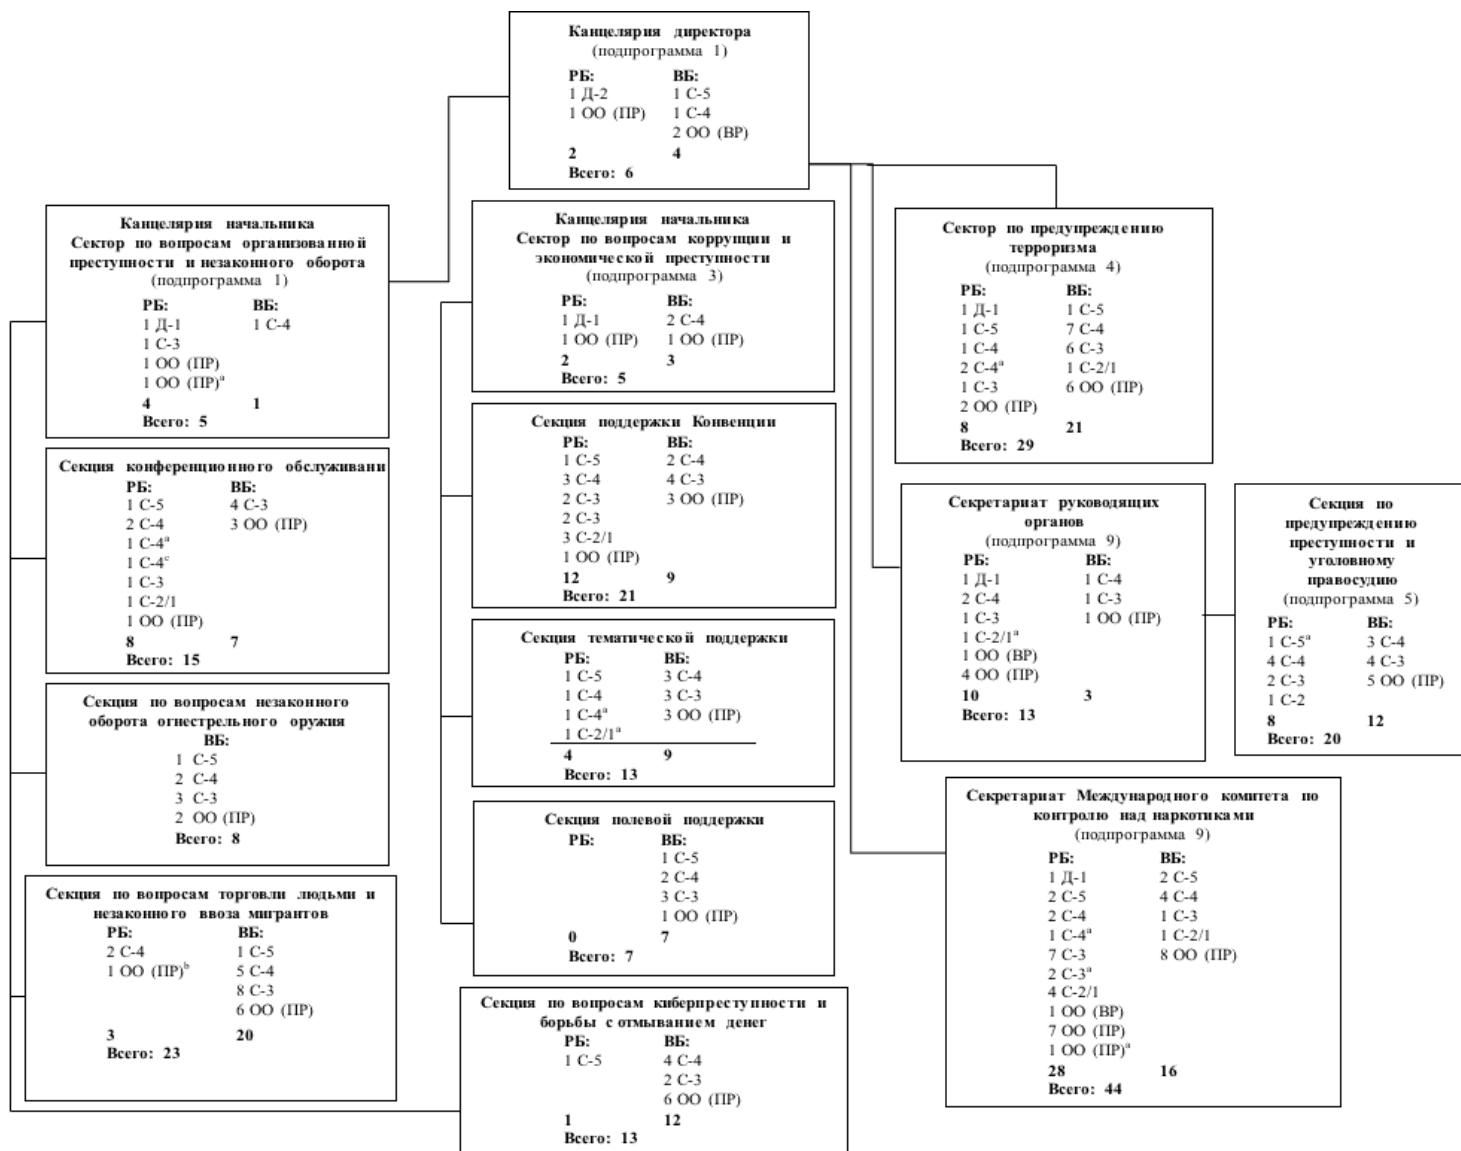 Канцелярия директора
(подпрограмма 1)
РБ: ВБ:
1 Д-2 1 С-5
1 ОО (ПР) 1 С-4
2 ОО (ВР)
2 4
Всего: 6
Канцелярия начальника
Сектор по вопросам организованной
преступности и незаконного оборота
(подпрограмма 1)
РБ: ВБ:
1 Д-1 1 С-4
1 С-3
1 ОО (ПР)
1 ОО (ПР)ᵃ
4 1
Всего: 5
Секция конференционного обслуживани
РБ: ВБ:
1 С-5 4 С-3
2 С-4 3 ОО (ПР)
1 С-4ᵃ
1 С-4ᶜ
1 С-3
1 С-2/1
1 ОО (ПР)
8 7
Всего: 15
Секция по вопросам незаконного
оборота огнестрельного оружия
ВБ:
1 С-5
2 С-4
3 С-3
2 ОО (ПР)
Всего: 8
Секция по вопросам торговли людьми и
незаконного ввоза мигрантов
РБ: ВБ:
2 С-4 1 С-5
1 ОО (ПР)ᵇ 5 С-4
8 С-3
6 ОО (ПР)
3 20
Всего: 23
Канцелярия начальника
Сектор по вопросам коррупции и
экономической преступности
(подпрограмма 3)
РБ: ВБ:
1 Д-1 2 С-4
1 ОО (ПР) 1 ОО (ПР)
2 3
Всего: 5
Секция поддержки Конвенции
РБ: ВБ:
1 С-5 2 С-4
3 С-4 4 С-3
2 С-3 3 ОО (ПР)
2 С-3
3 С-2/1
1 ОО (ПР)
12 9
Всего: 21
Секция тематической поддержки
РБ: ВБ:
1 С-5 3 С-4
1 С-4 3 С-3
1 С-4ᵃ 3 ОО (ПР)
1 С-2/1ᵃ
4 9
Всего: 13
Секция полевой поддержки
РБ: ВБ:
1 С-5
2 С-4
3 С-3
1 ОО (ПР)
0 7
Всего: 7
Секция по вопросам киберпреступности и
борьбы с отмыванием денег
РБ: ВБ:
1 С-5 4 С-4
2 С-3
6 ОО (ПР)
1 12
Всего: 13
Сектор по предупреждению
терроризма
(подпрограмма 4)
РБ: ВБ:
1 Д-1 1 С-5
1 С-5 7 С-4
1 С-4 6 С-3
2 С-4ᵃ 1 С-2/1
1 С-3 6 ОО (ПР)
2 ОО (ПР)
8 21
Всего: 29
Секретариат руководящих
органов
(подпрограмма 9)
РБ: ВБ:
1 Д-1 1 С-4
2 С-4 1 С-3
1 С-3 1 ОО (ПР)
1 С-2/1ᵃ
1 ОО (ВР)
4 ОО (ПР)
10 3
Всего: 13
Секция по
предупреждению
преступности и
уголовному
правосудию
(подпрограмма 5)
РБ: ВБ:
1 С-5ᵃ 3 С-4
4 С-4 4 С-3
2 С-3 5 ОО (ПР)
1 С-2
8 12
Всего: 20
Секретариат Международного комитета по
контролю над наркотиками
(подпрограмма 9)
РБ: ВБ:
1 Д-1 2 С-5
2 С-5 4 С-4
2 С-4 1 С-3
1 С-4ᵃ 1 С-2/1
7 С-3 8 ОО (ПР)
2 С-3ᵃ
4 С-2/1
1 ОО (ВР)
7 ОО (ПР)
1 ОО (ПР)ᵃ
28 16
Всего: 44